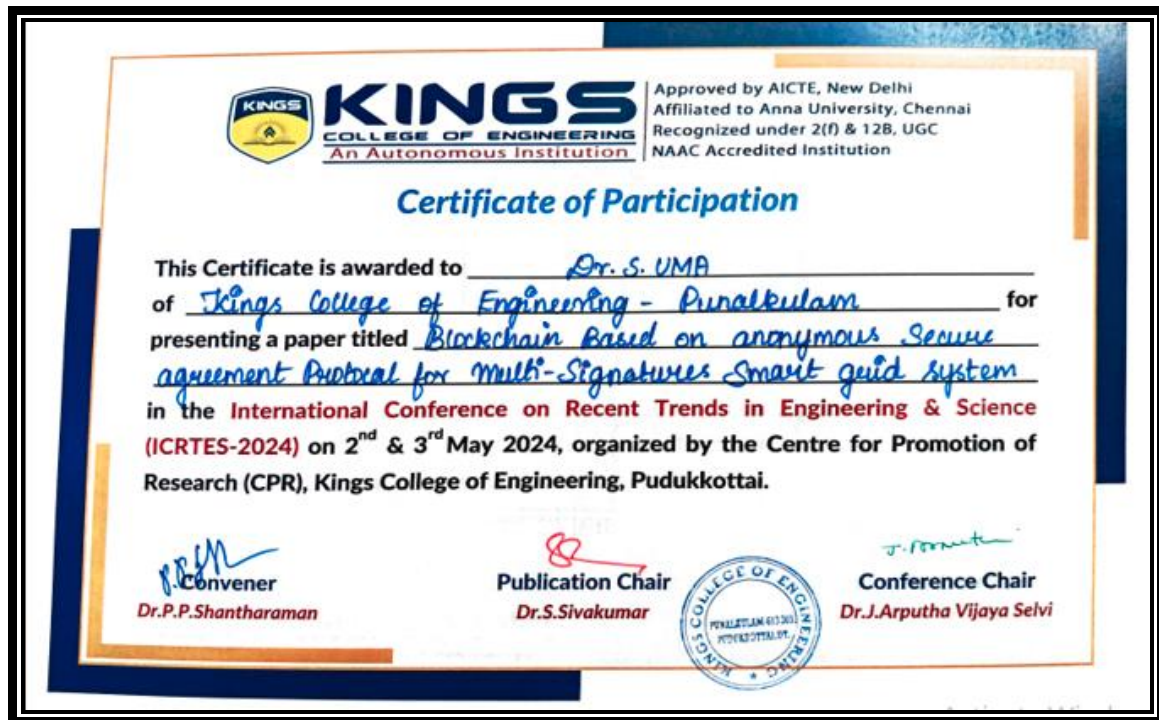 KINGS
KINGS
COLLEGE OF ENGINEERING
An Autonomous Institution
Approved by AICTE, New Delhi
Affiliated to Anna University, Chennai
Recognized under 2(f) & 12B, UGC
NAAC Accredited Institution
Certificate of Participation
This Certificate is awarded to Dr. S. UMA
of Kings College of Engineering - Punalkulam for
presenting a paper titled Blockchain Based on anonymous Secure
agreement Protocal for Multi-Signatures Smart guid system
in the International Conference on Recent Trends in Engineering & Science
(ICRTES-2024) on 2nd & 3rd May 2024, organized by the Centre for Promotion of
Research (CPR), Kings College of Engineering, Pudukkottai.
Convener
Dr.P.P.Shantharaman
Publication Chair
Dr.S.Sivakumar
Conference Chair
Dr.J.Arputha Vijaya Selvi
KINGS COLLEGE OF ENGINEERING
PUNALKULAM-613 303
PUDUKKOTTAI.DT.